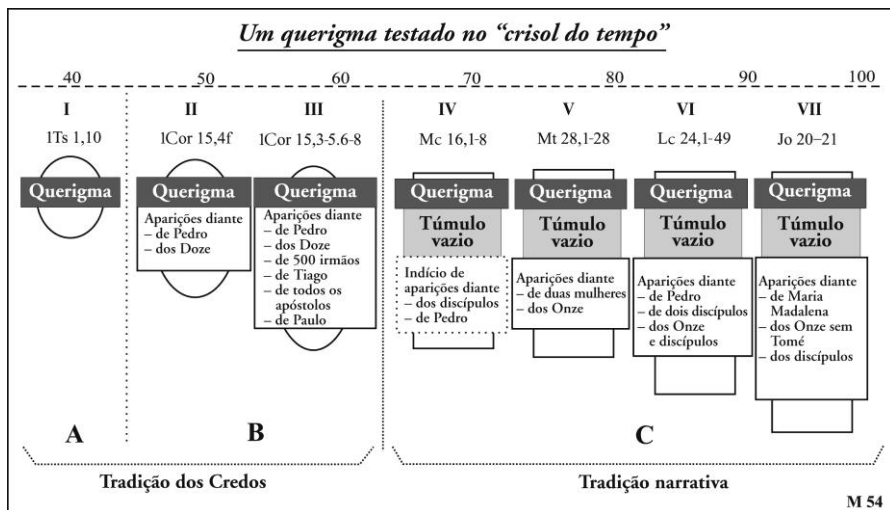 Um querigma testado no “crisol do tempo”
40 50 60 70 80 90 100
I II III IV V VI VII
1Ts 1,10 1Cor 15,4f 1Cor 15,3-5.6-8 Mc 16,1-8 Mt 28,1-28 Lc 24,1-49 Jo 20–21
Querigma
Querigma
Aparições diante
– de Pedro
– dos Doze
Querigma
Aparições diante
– de Pedro
– dos Doze
– de 500 irmãos
– de Tiago
– de todos os
apóstolos
– de Paulo
Querigma
Túmulo
vazio
Indício de
aparições diante
– dos discípulos
– de Pedro
Querigma
Túmulo
vazio
Aparições diante
– de duas mulheres
– dos Onze
Querigma
Túmulo
vazio
Aparições diante
– de Pedro
– de dois discípulos
– dos Onze
e discípulos
Querigma
Túmulo
vazio
Aparições diante
– de Maria
Madalena
– dos Onze sem
Tomé
– dos discípulos
A B C
Tradição dos Credos Tradição narrativa
M 54